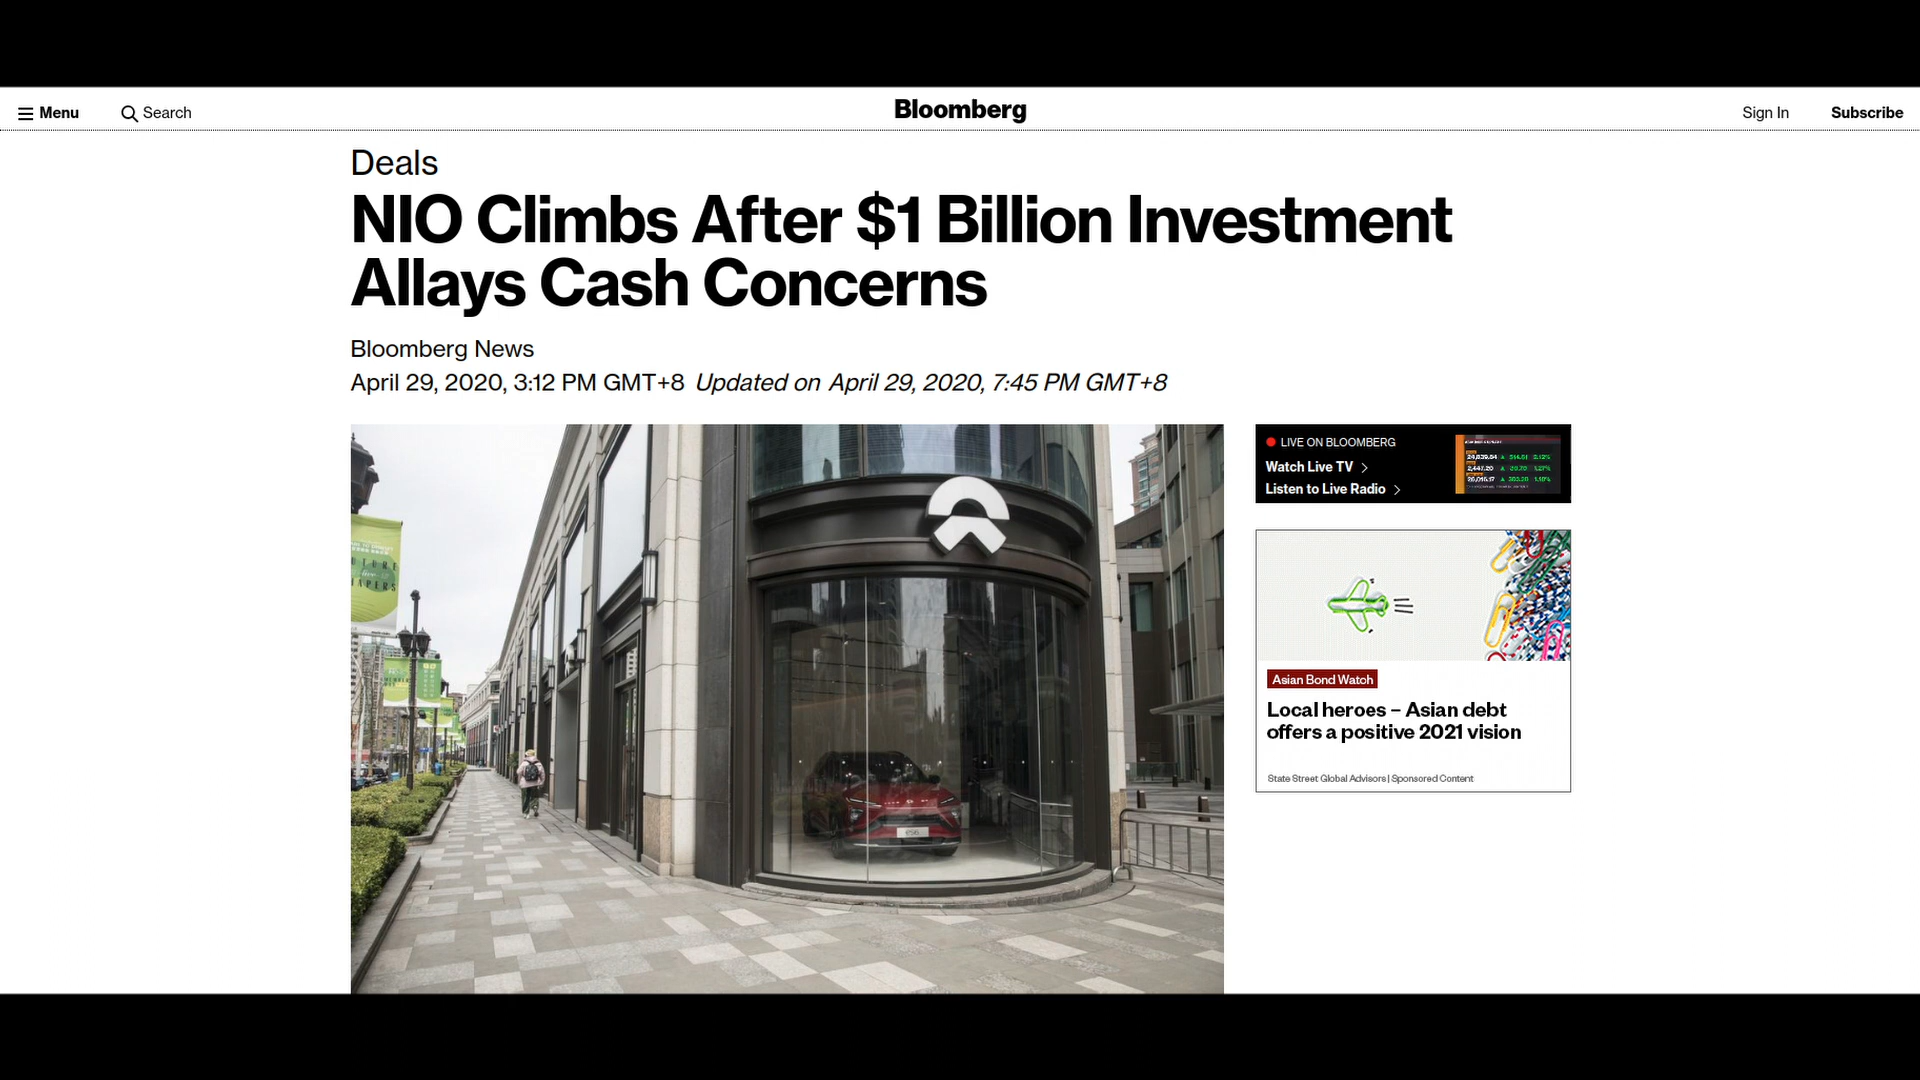 Menu
Search
Bloomberg
Sign In
Subscribe
Deals
NIO Climbs After $1 Billion Investment
Allays Cash Concerns
Bloomberg News
April 29, 2020, 3:12 PM GMT+8 Updated on April 29, 2020, 7:45 PM GMT+8
LIVE ON BLOOMBERG
Watch Live TV
Listen to Live Radio
Asian Bond Watch
Local heroes – Asian debt
offers a positive 2021 vision
State Street Global Advisors | Sponsored Content